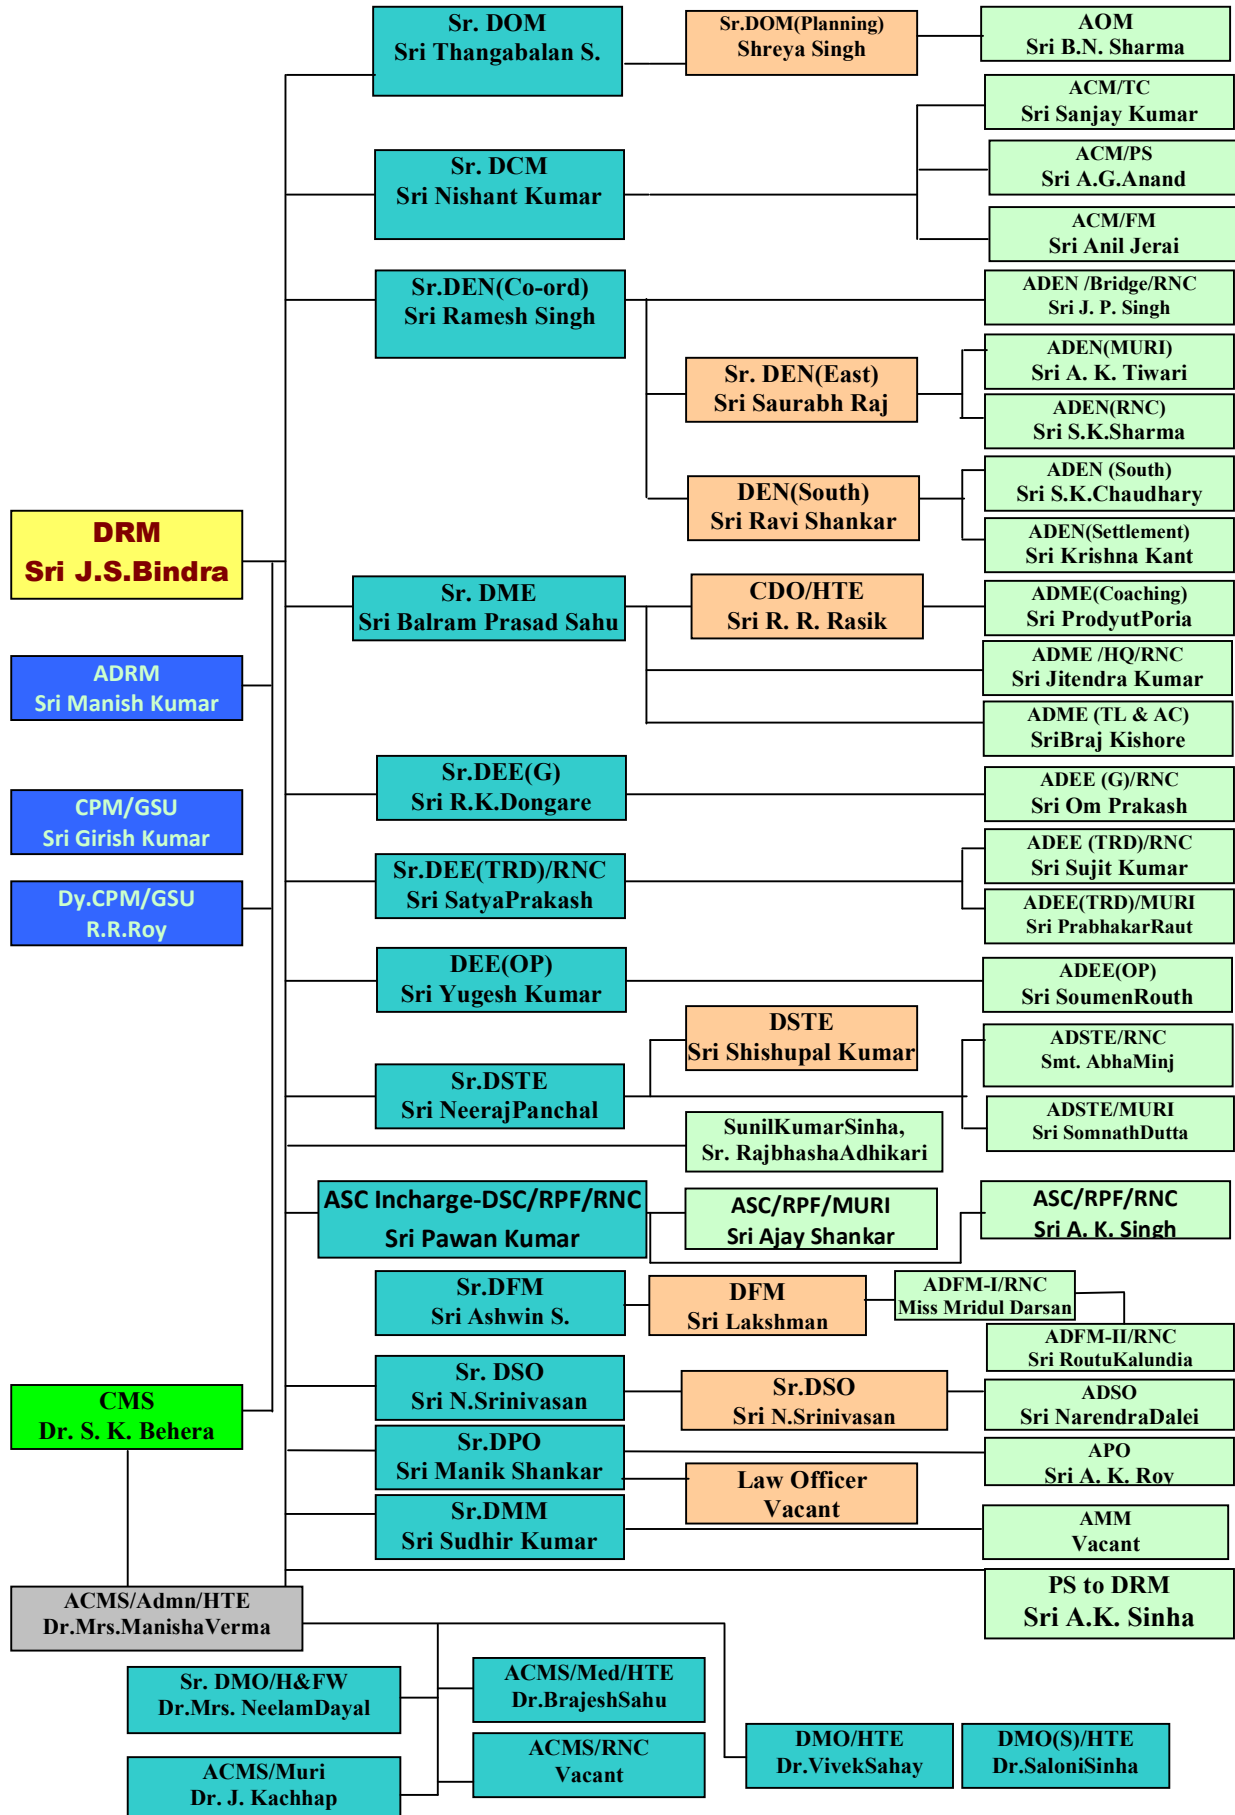 Sr. DOM
Sri Thangabalan S.
Sr.DOM(Planning)
Shreya Singh
AOM
Sri B.N. Sharma
ACM/TC
Sri Sanjay Kumar
Sr. DCM
Sri Nishant Kumar
ACM/PS
Sri A.G.Anand
ACM/FM
Sri Anil Jerai
Sr.DEN(Co-ord)
Sri Ramesh Singh
ADEN /Bridge/RNC
Sri J. P. Singh
Sr. DEN(East)
Sri Saurabh Raj
ADEN(MURI)
Sri A. K. Tiwari
ADEN(RNC)
Sri S.K.Sharma
DEN(South)
Sri Ravi Shankar
ADEN (South)
Sri S.K.Chaudhary
ADEN(Settlement)
Sri Krishna Kant
DRM
Sri J.S.Bindra
Sr. DME
Sri Balram Prasad Sahu
CDO/HTE
Sri R. R. Rasik
ADME(Coaching)
Sri ProdyutPoria
ADRM
Sri Manish Kumar
ADME /HQ/RNC
Sri Jitendra Kumar
ADME (TL & AC)
SriBraj Kishore
CPM/GSU
Sri Girish Kumar
Sr.DEE(G)
Sri R.K.Dongare
ADEE (G)/RNC
Sri Om Prakash
Dy.CPM/GSU
R.R.Roy
Sr.DEE(TRD)/RNC
Sri SatyaPrakash
ADEE (TRD)/RNC
Sri Sujit Kumar
ADEE(TRD)/MURI
Sri PrabhakarRaut
DEE(OP)
Sri Yugesh Kumar
ADEE(OP)
Sri SoumenRouth
DSTE
Sri Shishupal Kumar
ADSTE/RNC
Smt. AbhaMinj
Sr.DSTE
Sri NeerajPanchal
ADSTE/MURI
Sri SomnathDutta
SunilKumarSinha,
Sr. RajbhashaAdhikari
ASC Incharge-DSC/RPF/RNC
Sri Pawan Kumar
ASC/RPF/MURI
Sri Ajay Shankar
ASC/RPF/RNC
Sri A. K. Singh
Sr.DFM
Sri Ashwin S.
DFM
Sri Lakshman
ADFM-I/RNC
Miss Mridul Darsan
ADFM-II/RNC
Sri RoutuKalundia
CMS
Dr. S. K. Behera
Sr. DSO
Sri N.Srinivasan
Sr.DSO
Sri N.Srinivasan
ADSO
Sri NarendraDalei
Sr.DPO
Sri Manik Shankar
APO
Sri A. K. Roy
Law Officer
Vacant
Sr.DMM
Sri Sudhir Kumar
AMM
Vacant
PS to DRM
Sri A.K. Sinha
ACMS/Admn/HTE
Dr.Mrs.ManishaVerma
Sr. DMO/H&FW
Dr.Mrs. NeelamDayal
ACMS/Med/HTE
Dr.BrajeshSahu
ACMS/Muri
Dr. J. Kachhap
ACMS/RNC
Vacant
DMO/HTE
Dr.VivekSahay
DMO(S)/HTE
Dr.SaloniSinha